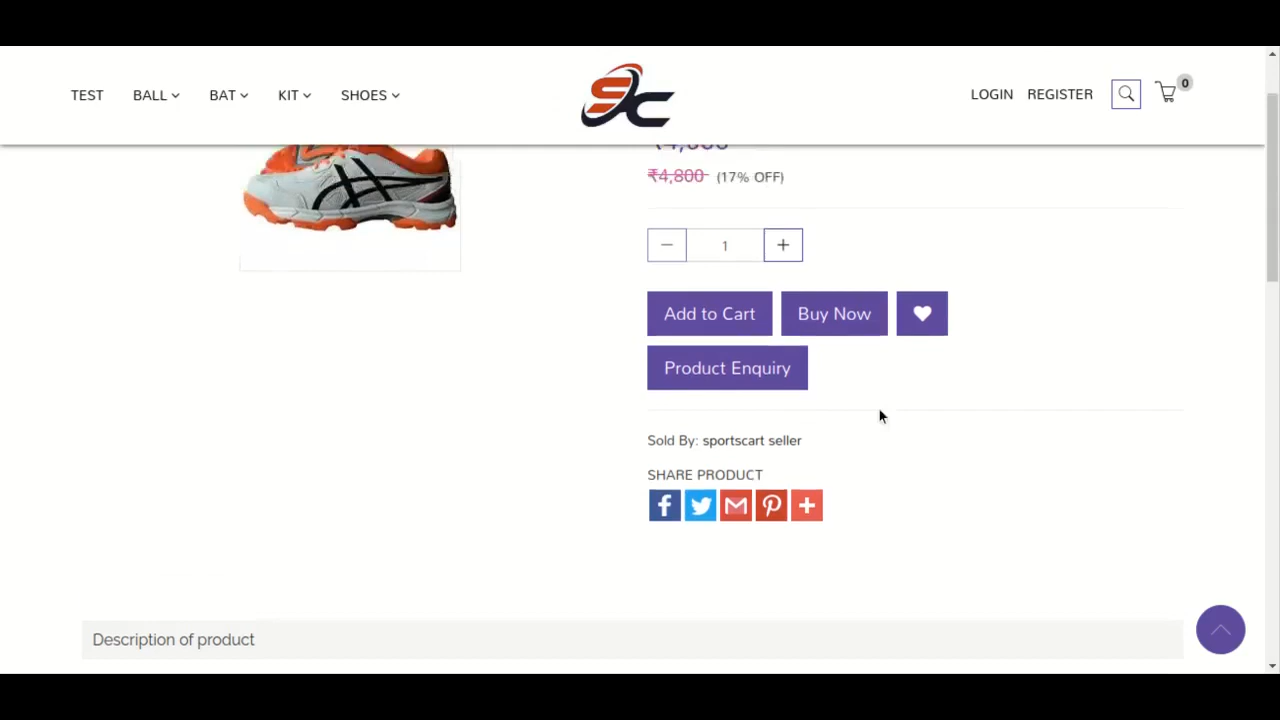 TEST BALL BAT KIT SHOES SC LOGIN REGISTER 0
₹4,800 (17% OFF)
1
Add to Cart Buy Now
Product Enquiry
Sold By: sportscart seller
SHARE PRODUCT
Description of product